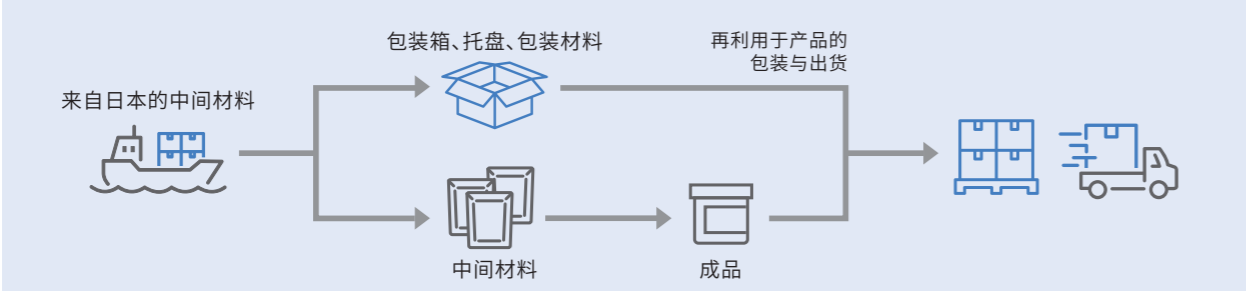 来自日本的中间材料
包装箱、托盘、包装材料
再利用于产品的
包装与出货
中间材料
成品